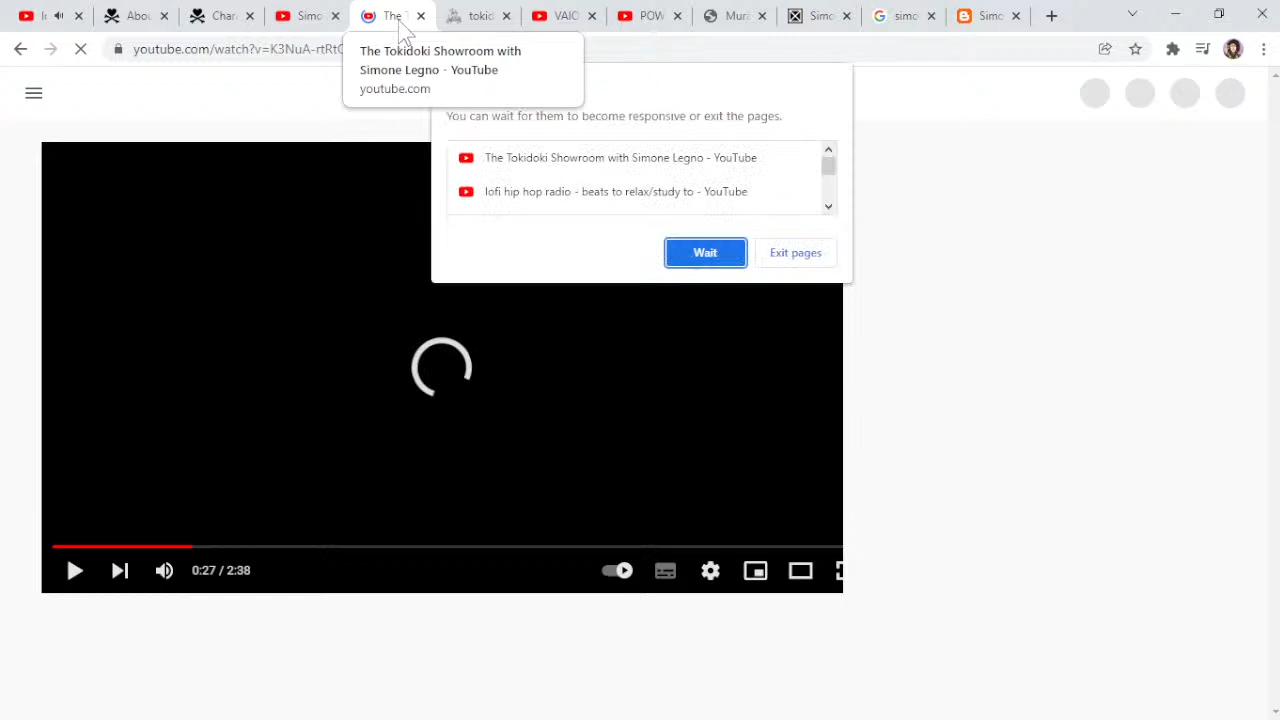 Abou
Char
Simo
The
tokid
VAIO
POW
Mura
Simo
simo
Simo
youtube.com/watch?v=K3NuA-rtRt
The Tokidoki Showroom with
Simone Legno - YouTube
youtube.com
You can wait for them to become responsive or exit the pages.
The Tokidoki Showroom with Simone Legno - YouTube
lofi hip hop radio - beats to relax/study to - YouTube
Wait
Exit pages
0:27 / 2:38